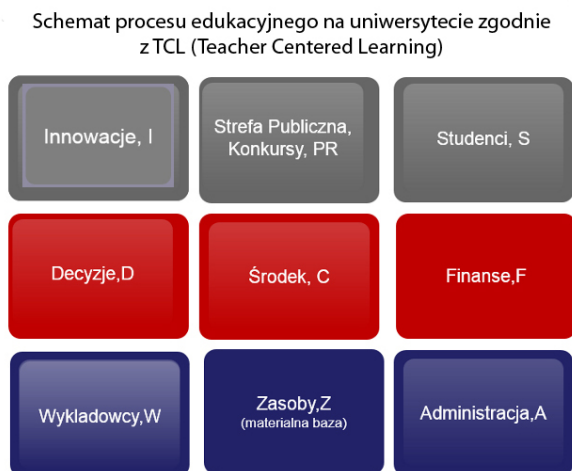 Schemat procesu edukacyjnego na uniwersytecie zgodnie
z TCL (Teacher Centered Learning)
Innowacje, I
Strefa Publiczna,
Konkursy, PR
Studenci, S
Decyzje,D
Środek, C
Finanse,F
Wykladowcy,W
Zasoby,Z
(materialna baza)
Administracja,A